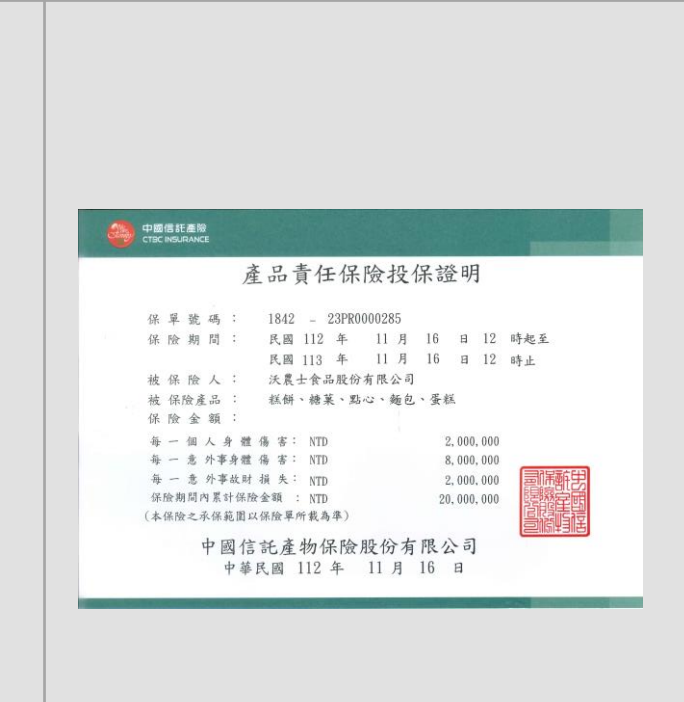 中國信託產險
CTBC INSURANCE
產品責任保險投保證明
保單號碼： 1842 - 23PR0000285
保險期間： 民國 112 年 11 月 16 日 12 時起至
民國 113 年 11 月 16 日 12 時止
被保險人： 沃農士食品股份有限公司
被保險產品： 糕餅、糖菓、點心、麵包、蛋糕
保險金額：
每一個人身體傷害： NTD 2,000,000
每一意外事身體傷害： NTD 8,000,000
每一意外事故財損失： NTD 2,000,000
保險期間內累計保險金額： NTD 20,000,000
(本保險之承保範圍以保險單所載為準)
中國信託產物保險股份有限公司
中華民國 112 年 11 月 16 日